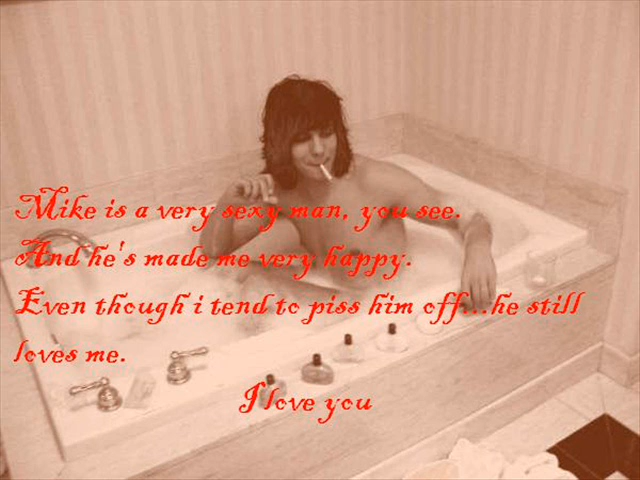 Mike is a very sexy man, you see.
And he's made me very happy.
Even though i tend to piss him off...he still
loves me.
I love you